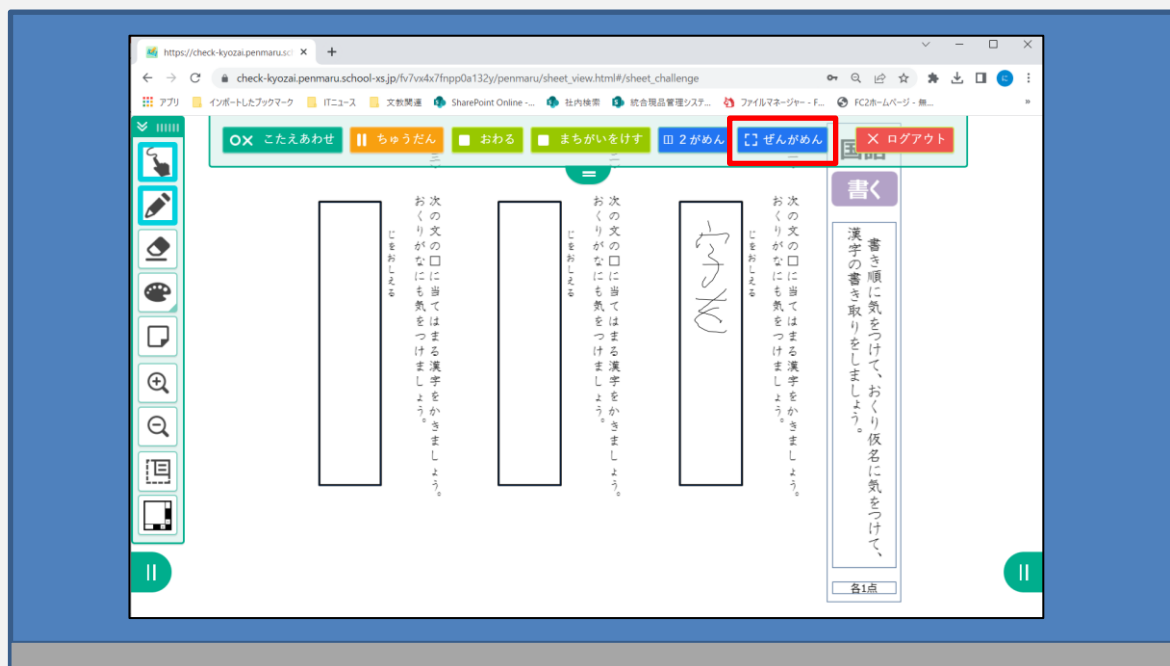 https://check-kyozai.penmaru.sc
check-kyozai.penmaru.school-xs.jp/fv7vx4x7fnpp0a132y/penmaru/sheet_view.html#/sheet_challenge
アプリ インポートしたブックマーク ITニュース 文教関連 SharePoint Online -... 社内検索 統合現品管理システ... ファイルマネージャー - F... FC2ホームページ - 無... »
こたえあわせ ちゅうだん おわる まちがいをけす 2がめん ぜんがめん ログアウト
国語
書く
書き順に気をつけて、おくり仮名に気をつけて、
漢字の書き取りをしましょう。
各1点
次の文の□に当てはまる漢字をかきましょう。
おくりがなにも気をつけましょう。
じをおしえる
字を
次の文の□に当てはまる漢字をかきましょう。
おくりがなにも気をつけましょう。
じをおしえる
次の文の□に当てはまる漢字をかきましょう。
おくりがなにも気をつけましょう。
じをおしえる